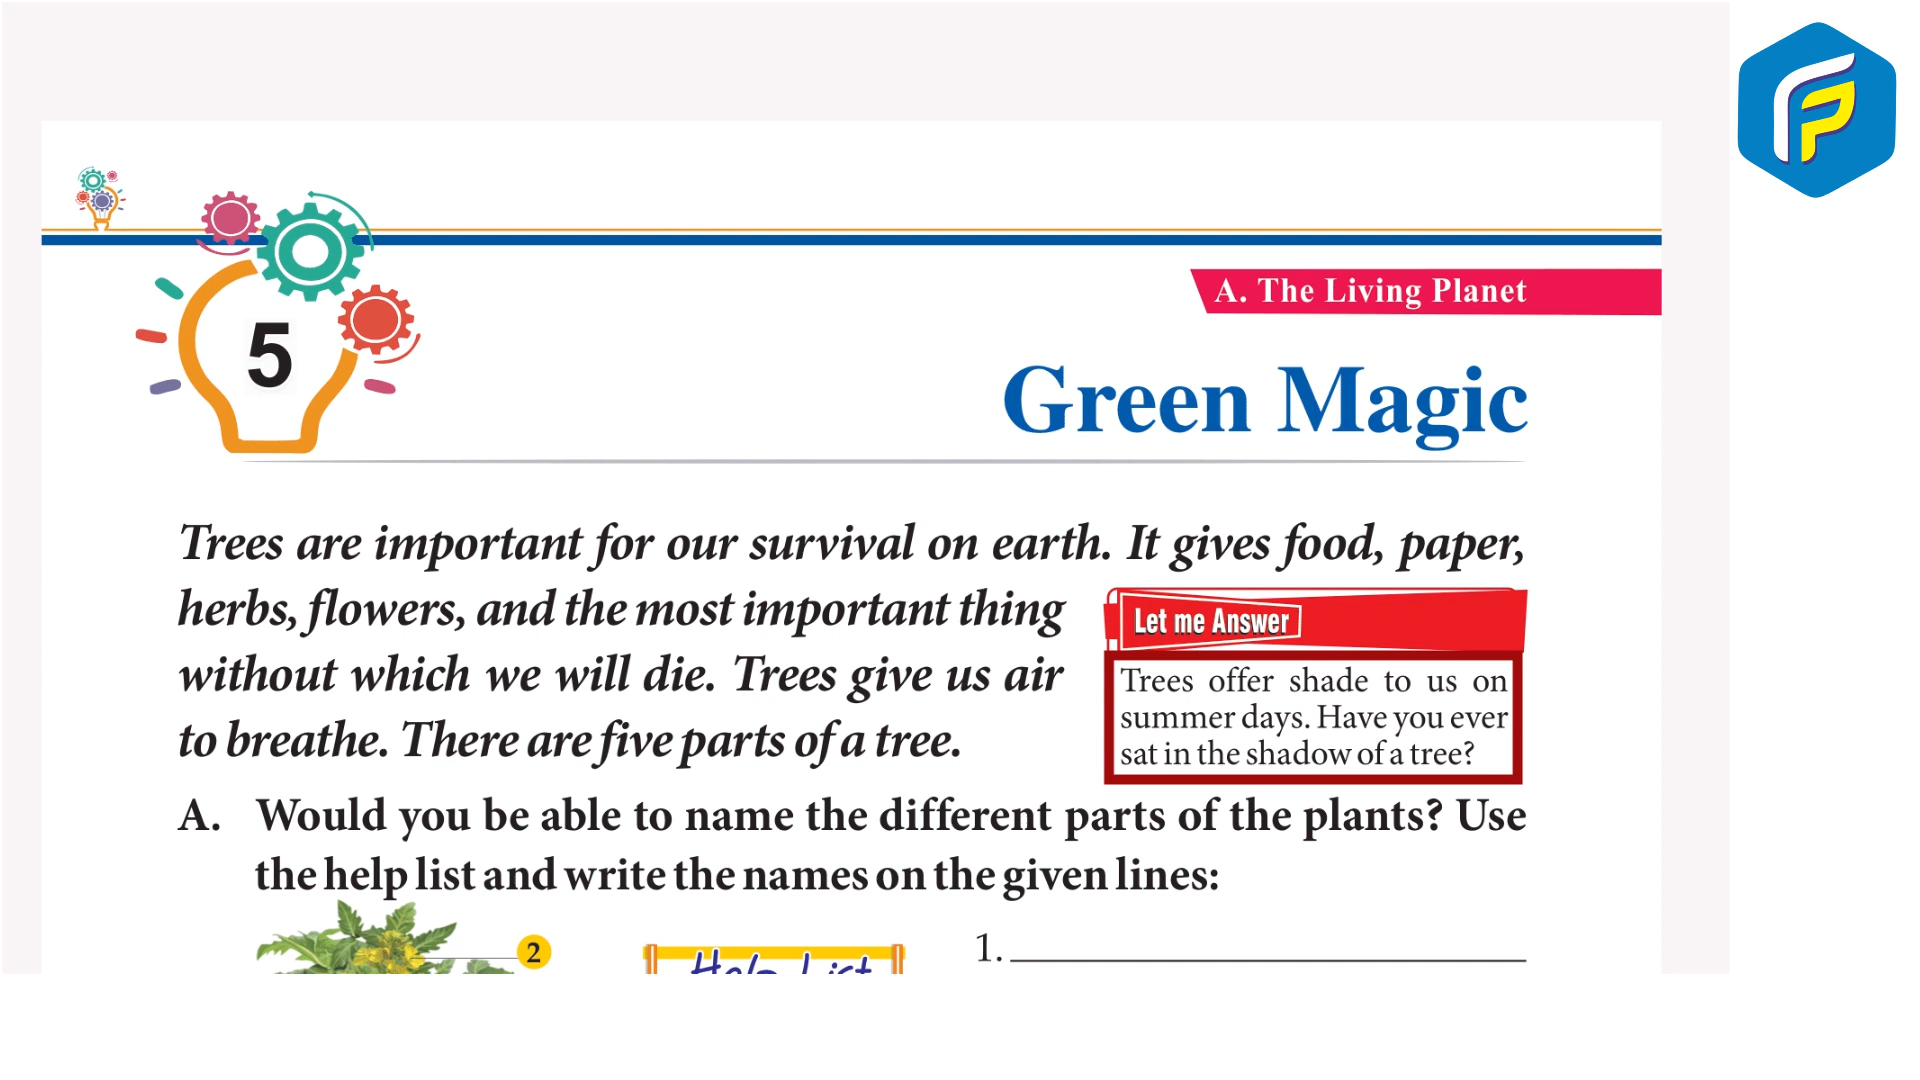 A. The Living Planet
5
Green Magic
Trees are important for our survival on earth. It gives food, paper,
herbs, flowers, and the most important thing
without which we will die. Trees give us air
to breathe. There are five parts of a tree.
Let me Answer
Trees offer shade to us on
summer days. Have you ever
sat in the shadow of a tree?
A. Would you be able to name the different parts of the plants? Use
the help list and write the names on the given lines:
2
Help List
1.